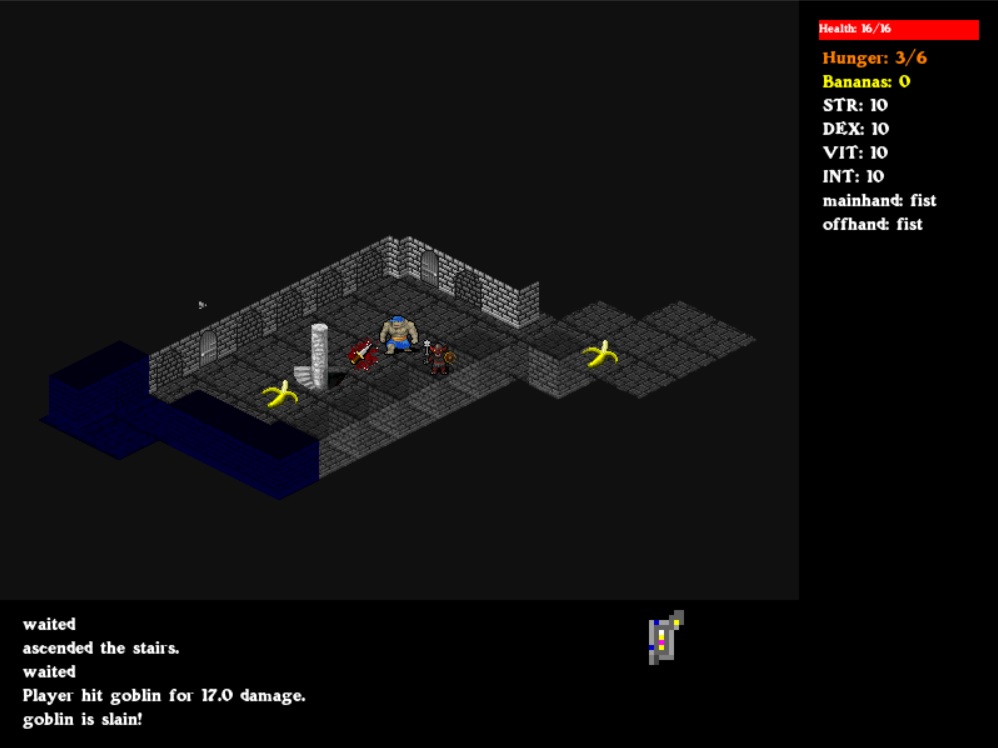 Health: 16/16
Hunger: 3/6
Bananas: 0
STR: 10
DEX: 10
VIT: 10
INT: 10
mainhand: fist
offhand: fist
waited
ascended the stairs.
waited
Player hit goblin for 17.0 damage.
goblin is slain!